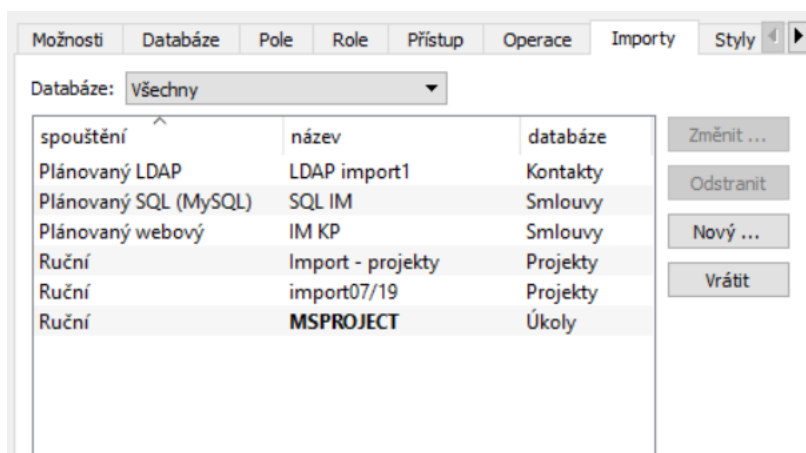 Možnosti Databáze Pole Role Přístup Operace Importy Styly
Databáze: Všechny
spouštění název databáze Změnit ...
Plánovaný LDAP LDAP import1 Kontakty Odstranit
Plánovaný SQL (MySQL) SQL IM Smlouvy
Plánovaný webový IM KP Smlouvy Nový ...
Ruční Import - projekty Projekty
Ruční import07/19 Projekty Vrátit
Ruční MSPROJECT Úkoly